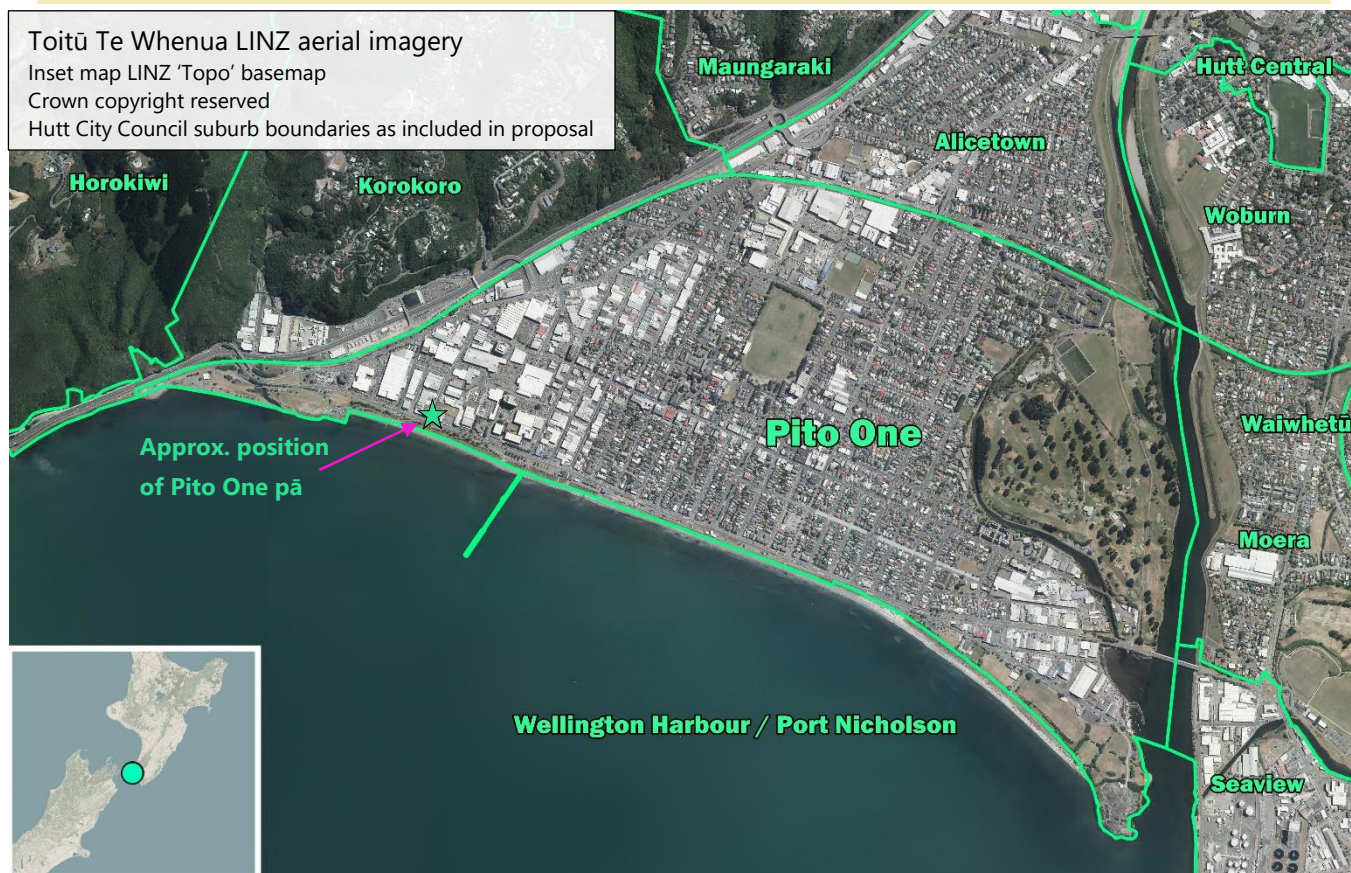 Toitū Te Whenua LINZ aerial imagery
Inset map LINZ 'Topo' basemap
Crown copyright reserved
Hutt City Council suburb boundaries as included in proposal
Maungaraki
Hutt Central
Alicetown
Horokiwi
Korokoro
Woburn
Pito One
Waiwhetū
Approx. position
of Pito One pā
Moera
Wellington Harbour / Port Nicholson
Seaview